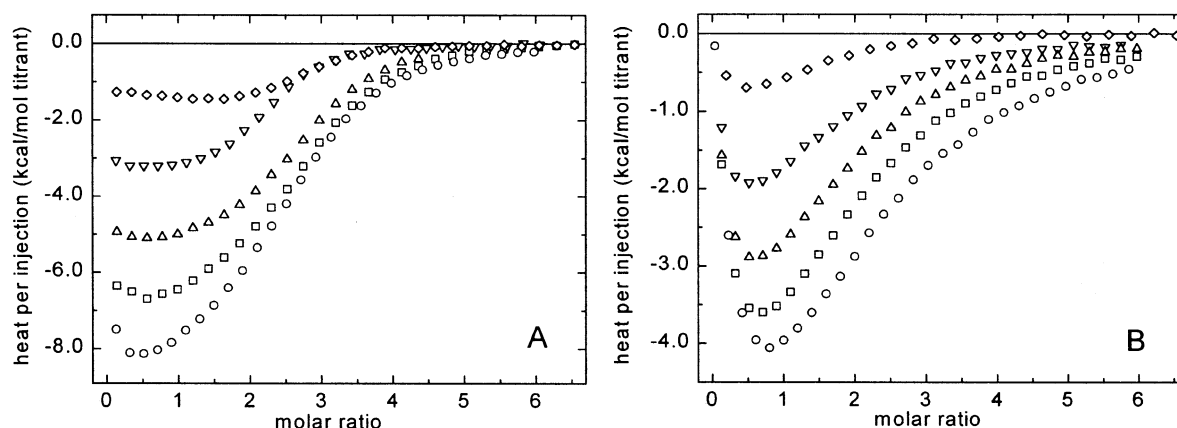 heat per injection (kcal/mol titrant)
0.0
-2.0
-4.0
-6.0
-8.0
A
0 1 2 3 4 5 6
molar ratio
heat per injection (kcal/mol titrant)
0.0
-1.0
-2.0
-3.0
-4.0
B
0 1 2 3 4 5 6
molar ratio